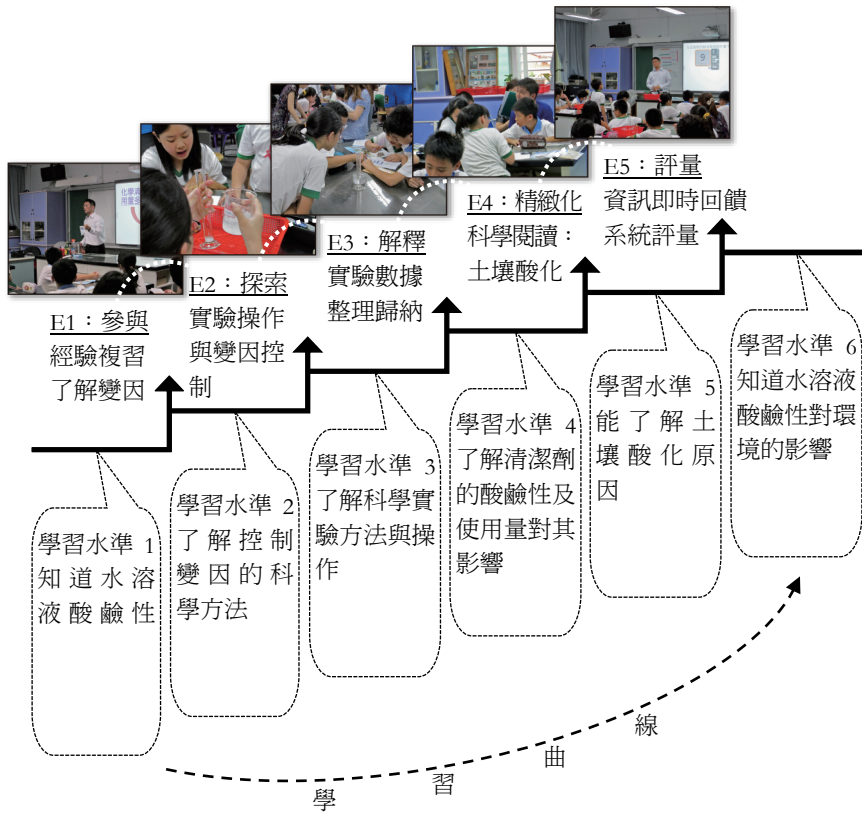 化學清
用量多
E1：參與
經驗複習
了解變因
E2：探索
實驗操作
與變因控
制
E3：解釋
實驗數據
整理歸納
E4：精緻化
科學閱讀：
土壤酸化
E5：評量
資訊即時回饋
系統評量
學習水準 1
知道水溶
液酸鹼性
學習水準 2
了解控制
變因的科
學方法
學習水準 3
了解科學實
驗方法與操
作
學習水準 4
了解清潔劑
的酸鹼性及
使用量對其
影響
學習水準 5
能了解土
壤酸化原
因
學習水準 6
知道水溶液
酸鹼性對環
境的影響
學習曲線